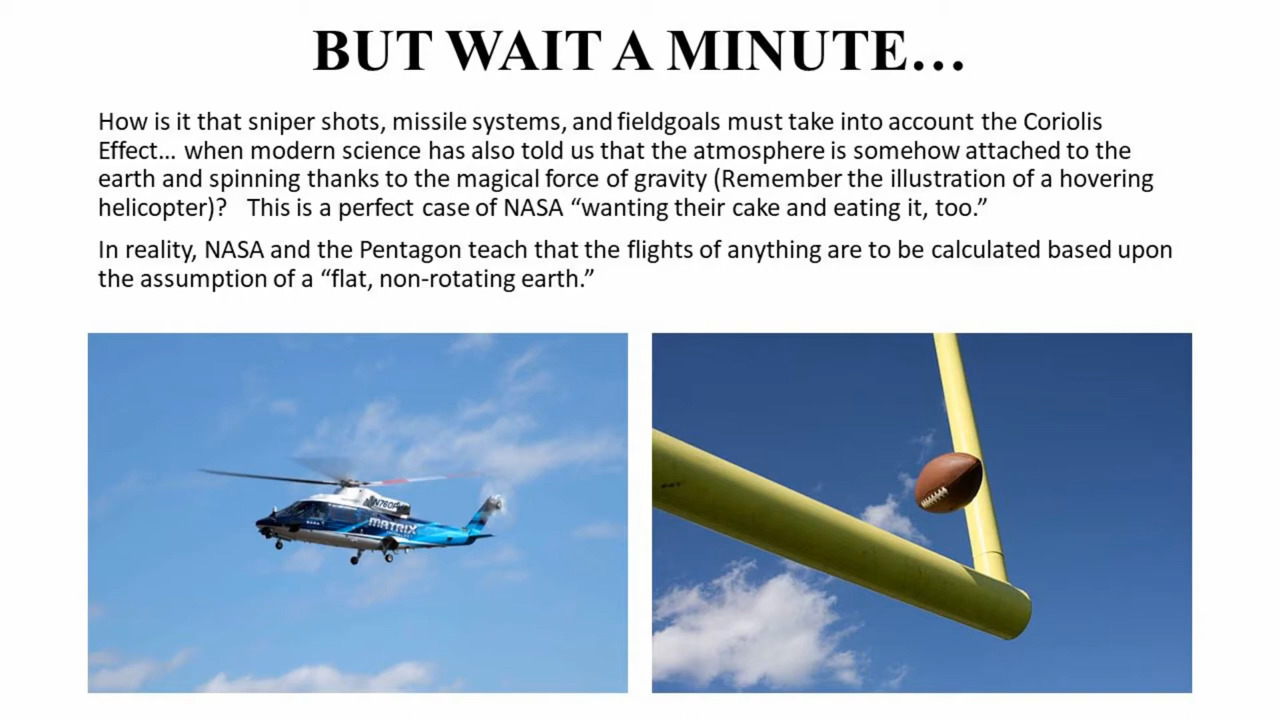 BUT WAIT A MINUTE…
How is it that sniper shots, missile systems, and fieldgoals must take into account the Coriolis
Effect… when modern science has also told us that the atmosphere is somehow attached to the
earth and spinning thanks to the magical force of gravity (Remember the illustration of a hovering
helicopter)? This is a perfect case of NASA “wanting their cake and eating it, too.”
In reality, NASA and the Pentagon teach that the flights of anything are to be calculated based upon
the assumption of a “flat, non-rotating earth.”
MATRIX